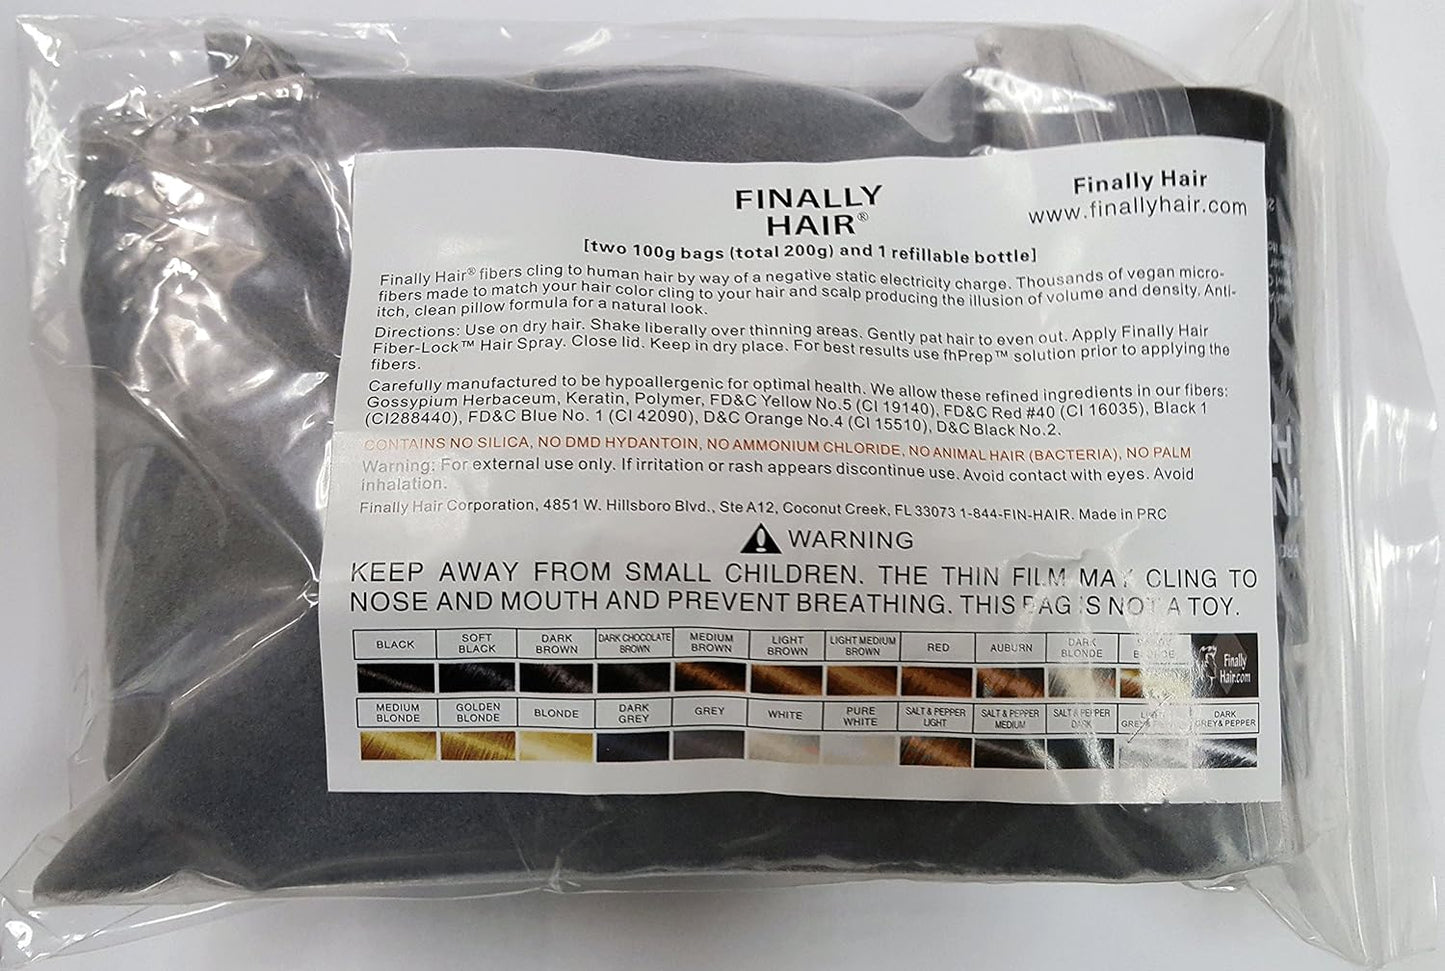 FINALLY
HAIR®
Finally Hair
www.finallyhair.com
[two 100g bags (total 200g) and 1 refillable bottle]
Finally Hair® fibers cling to human hair by way of a negative static electricity charge. Thousands of vegan micro-
fibers made to match your hair color cling to your hair and scalp producing the illusion of volume and density. Anti-
itch, clean pillow formula for a natural look.
Directions: Use on dry hair. Shake liberally over thinning areas. Gently pat hair to even out. Apply Finally Hair
Fiber-Lock™ Hair Spray. Close lid. Keep in dry place. For best results use fhPrep™ solution prior to applying the
fibers.
Carefully manufactured to be hypoallergenic for optimal health. We allow these refined ingredients in our fibers:
Gossypium Herbaceum, Keratin, Polymer, FD&C Yellow No.5 (CI 19140), FD&C Red #40 (CI 16035), Black 1
(CI288440), FD&C Blue No. 1 (CI 42090), D&C Orange No.4 (CI 15510), D&C Black No.2.
CONTAINS NO SILICA, NO DMD HYDANTOIN, NO AMMONIUM CHLORIDE, NO ANIMAL HAIR (BACTERIA), NO PALM
Warning: For external use only. If irritation or rash appears discontinue use. Avoid contact with eyes. Avoid
inhalation.
Finally Hair Corporation, 4851 W. Hillsboro Blvd., Ste A12, Coconut Creek, FL 33073 1-844-FIN-HAIR. Made in PRC
WARNING
KEEP AWAY FROM SMALL CHILDREN. THE THIN FILM MAY CLING TO
NOSE AND MOUTH AND PREVENT BREATHING. THIS BAG IS NOT A TOY.
BLACK
SOFT
BLACK
DARK
BROWN
DARK CHOCOLATE
BROWN
MEDIUM
BROWN
LIGHT
BROWN
LIGHT MEDIUM
BROWN
RED
AUBURN
DARK
BLONDE
Finally
Hair.com
MEDIUM
BLONDE
GOLDEN
BLONDE
BLONDE
DARK
GREY
GREY
WHITE
PURE
WHITE
SALT & PEPPER
LIGHT
SALT & PEPPER
MEDIUM
SALT & PEPPER
DARK
LIGHT
DARK
GREY& PEPPER